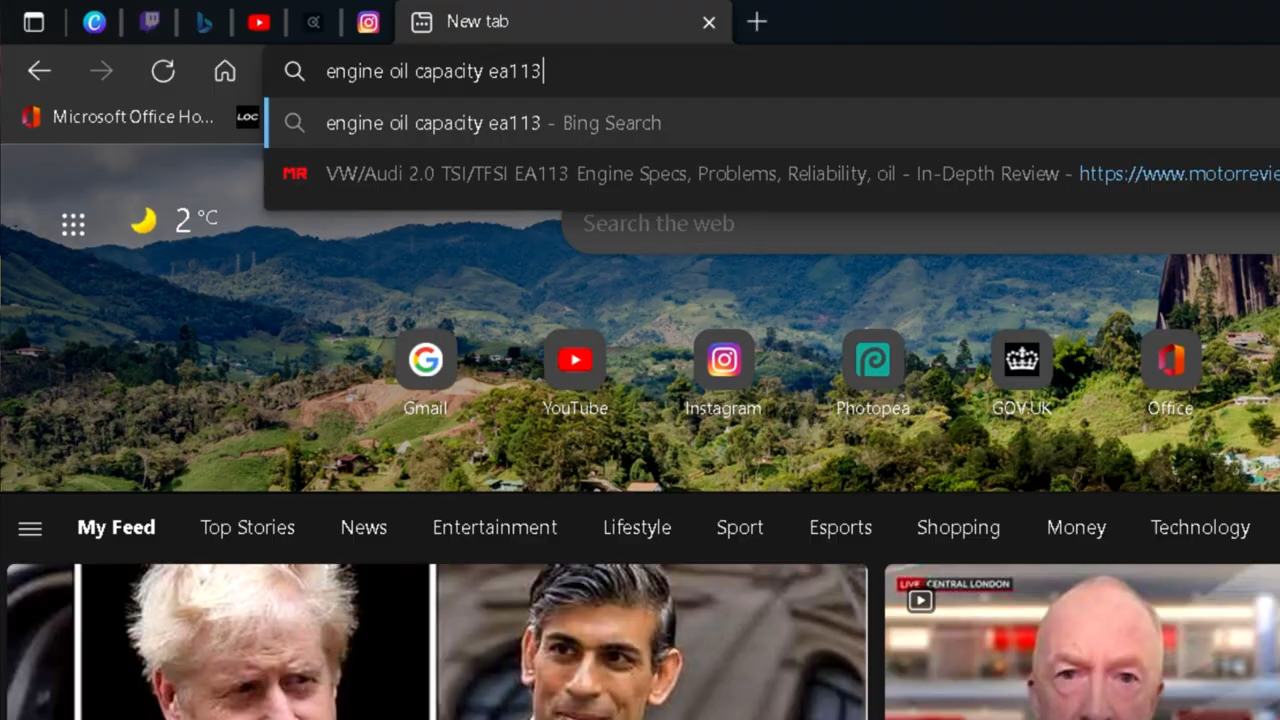 New tab
engine oil capacity ea113
Microsoft Office Ho...
LOC
engine oil capacity ea113 - Bing Search
MR
VW/Audi 2.0 TSI/TFSI EA113 Engine Specs, Problems, Reliability, oil - In-Depth Review - https://www.motorrevie
2 °C
Search the web
Gmail
YouTube
Instagram
Photopea
GOV.UK
Office
My Feed
Top Stories
News
Entertainment
Lifestyle
Sport
Esports
Shopping
Money
Technology
LIVE CENTRAL LONDON